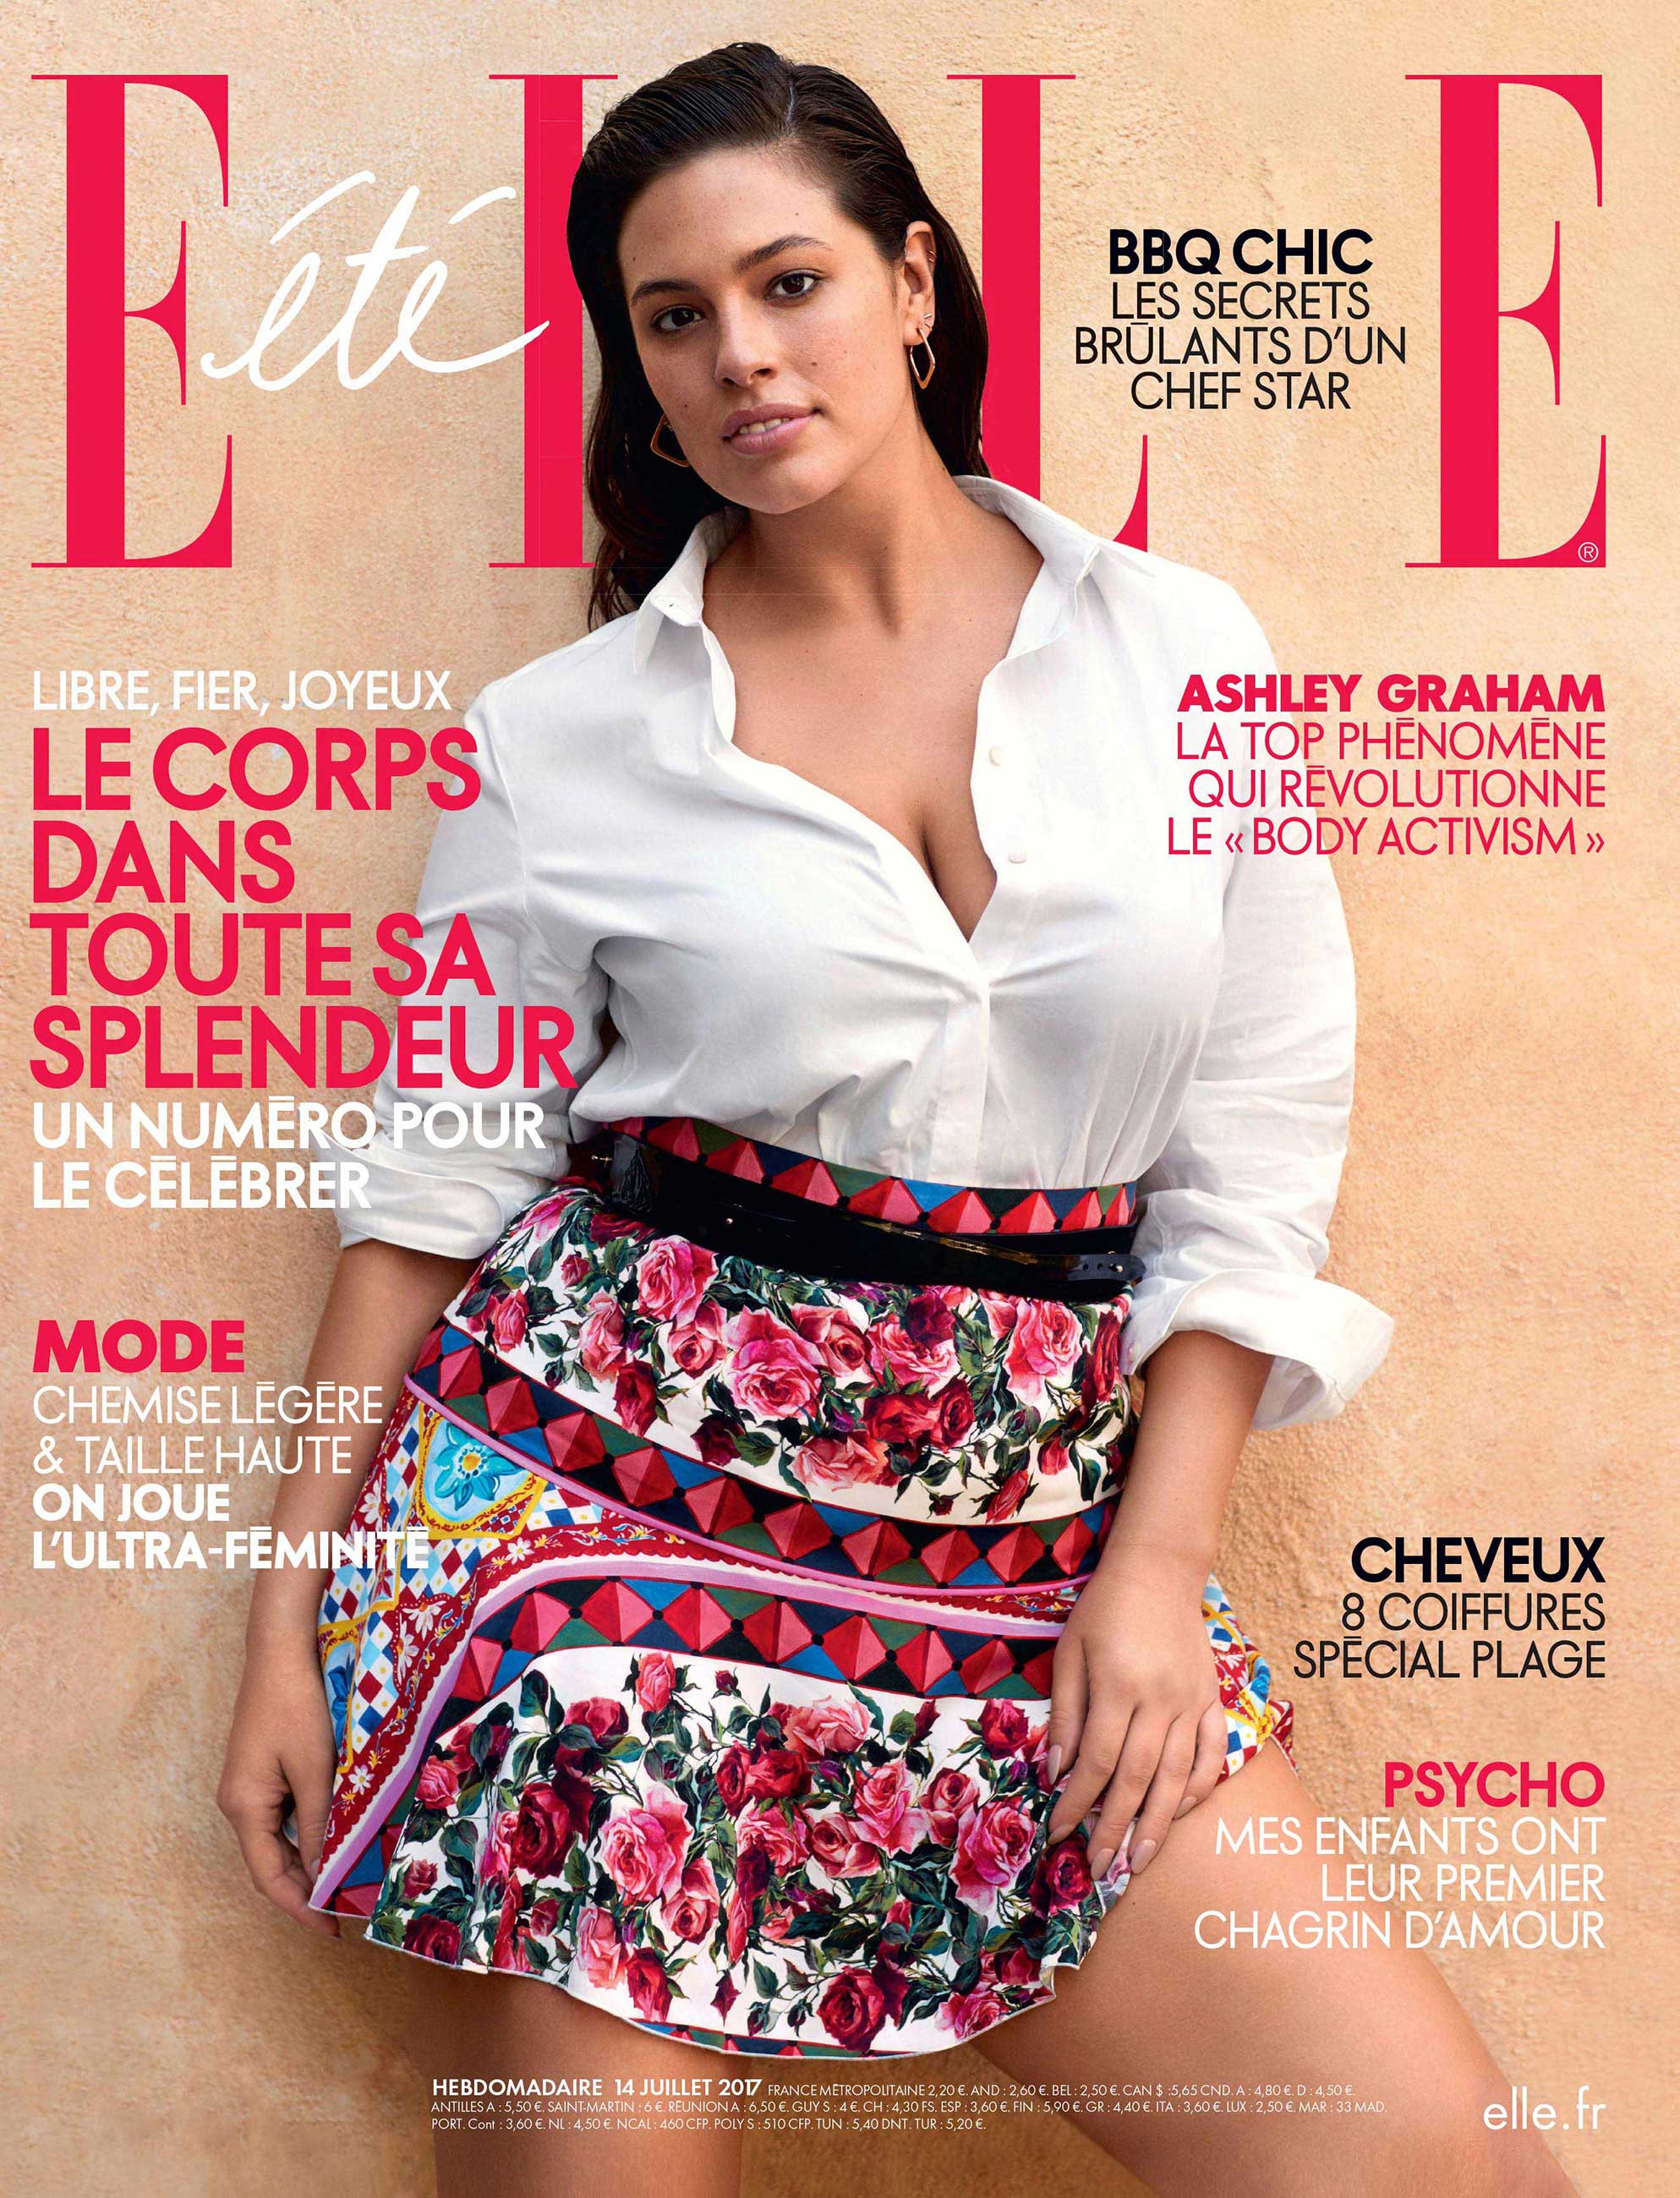 ELLE
été
BBQ CHIC
LES SECRETS
BRÛLANTS D'UN
CHEF STAR
®
LIBRE, FIER, JOYEUX
LE CORPS
DANS
TOUTE SA
SPLENDEUR
UN NUMÉRO POUR
LE CÉLÉBRER
ASHLEY GRAHAM
LA TOP PHÉNOMÈNE
QUI RÉVOLUTIONNE
LE « BODY ACTIVISM »
MODE
CHEMISE LÉGÈRE
& TAILLE HAUTE
ON JOUE
L'ULTRA-FÉMINITÉ
CHEVEUX
8 COIFFURES
SPÉCIAL PLAGE
PSYCHO
MES ENFANTS ONT
LEUR PREMIER
CHAGRIN D'AMOUR
HEBDOMADAIRE 14 JUILLET 2017 FRANCE MÉTROPOLITAINE 2,20 €. AND : 2,60 €. BEL : 2,50 €. CAN $ :5,65 CND. A : 4,80 €. D : 4,50 €.
ANTILLES A : 5,50 €. SAINT-MARTIN : 6 €. RÉUNION A : 6,50 €. GUY S : 4 €. CH : 4,30 FS. ESP : 3,60 €. FIN : 5,90 €. GR : 4,40 €. ITA : 3,60 €. LUX : 2,50 €. MAR : 33 MAD.
PORT. Cont : 3,60 €. NL : 4,50 €. NCAL : 460 CFP. POLY S : 510 CFP. TUN : 5,40 DNT. TUR : 5,20 €.
elle.fr